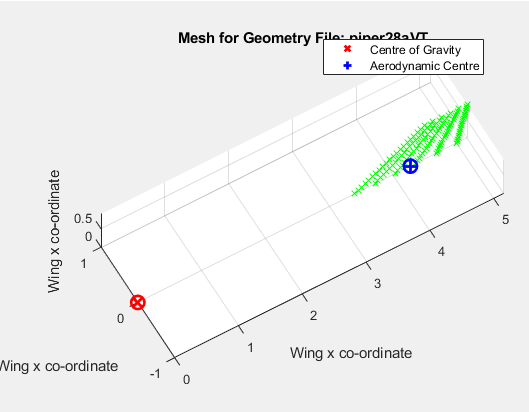 Mesh for Geometry File: piper28aVT
Centre of Gravity
Aerodynamic Centre
Wing x co-ordinate
0.5
0
1
0
-1
0
1
2
3
4
5
Wing x co-ordinate
Wing x co-ordinate